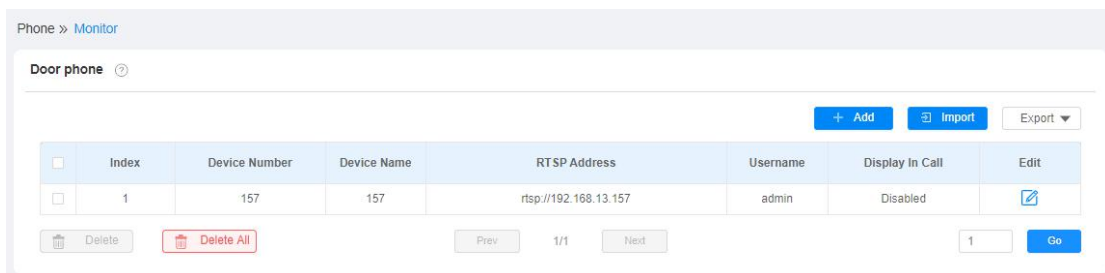 Phone » Monitor
Door phone ?
+ Add Import Export
Index Device Number Device Name RTSP Address Username Display In Call Edit
1 157 157 rtsp://192.168.13.157 admin Disabled
Delete Delete All Prev 1/1 Next 1 Go